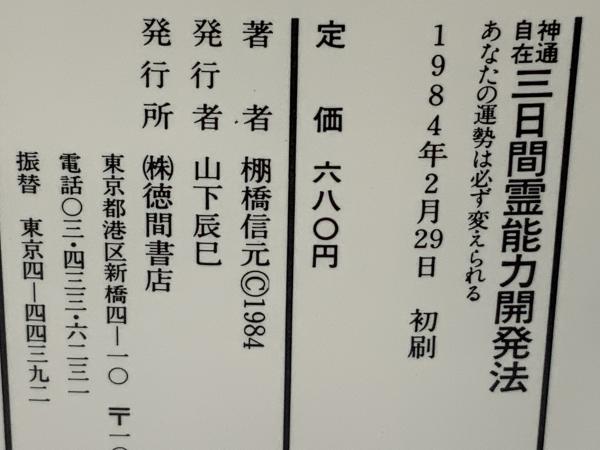 神通自在 三日間霊能力開発法
あなたの運勢は必ず変えられる
1984年2月29日 初刷
定価 六八〇円
著者 棚橋信元©1984
発行者 山下辰巳
発行所 ㈱徳間書店
東京都港区新橋四―一〇 〒一
電話〇三・四三三・六二三一
振替 東京四―四四三九二